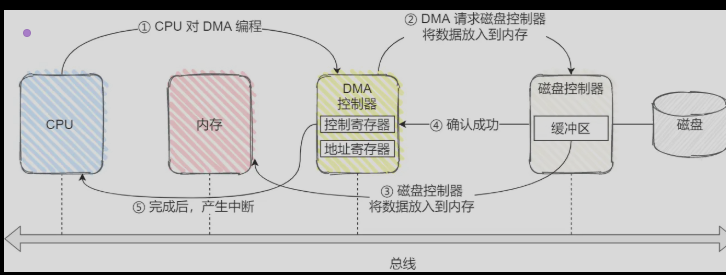 ① CPU 对 DMA 编程
② DMA 请求磁盘控制器
将数据放入到内存
CPU
内存
DMA
控制器
控制寄存器
地址寄存器
④ 确认成功
磁盘控制器
缓冲区
磁盘
③ 磁盘控制器
将数据放入到内存
⑤ 完成后，产生中断
总线